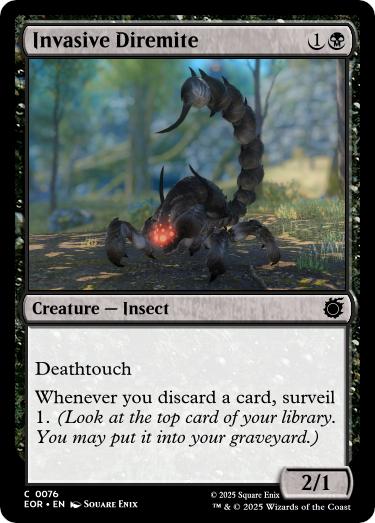 Invasive Diremite 1
Creature — Insect
Deathtouch
Whenever you discard a card, surveil
1. (Look at the top card of your library.
You may put it into your graveyard.)
2/1
C 0076
EOR • EN SQUARE ENIX
© 2025 Square Enix
™ & © 2025 Wizards of the Coast